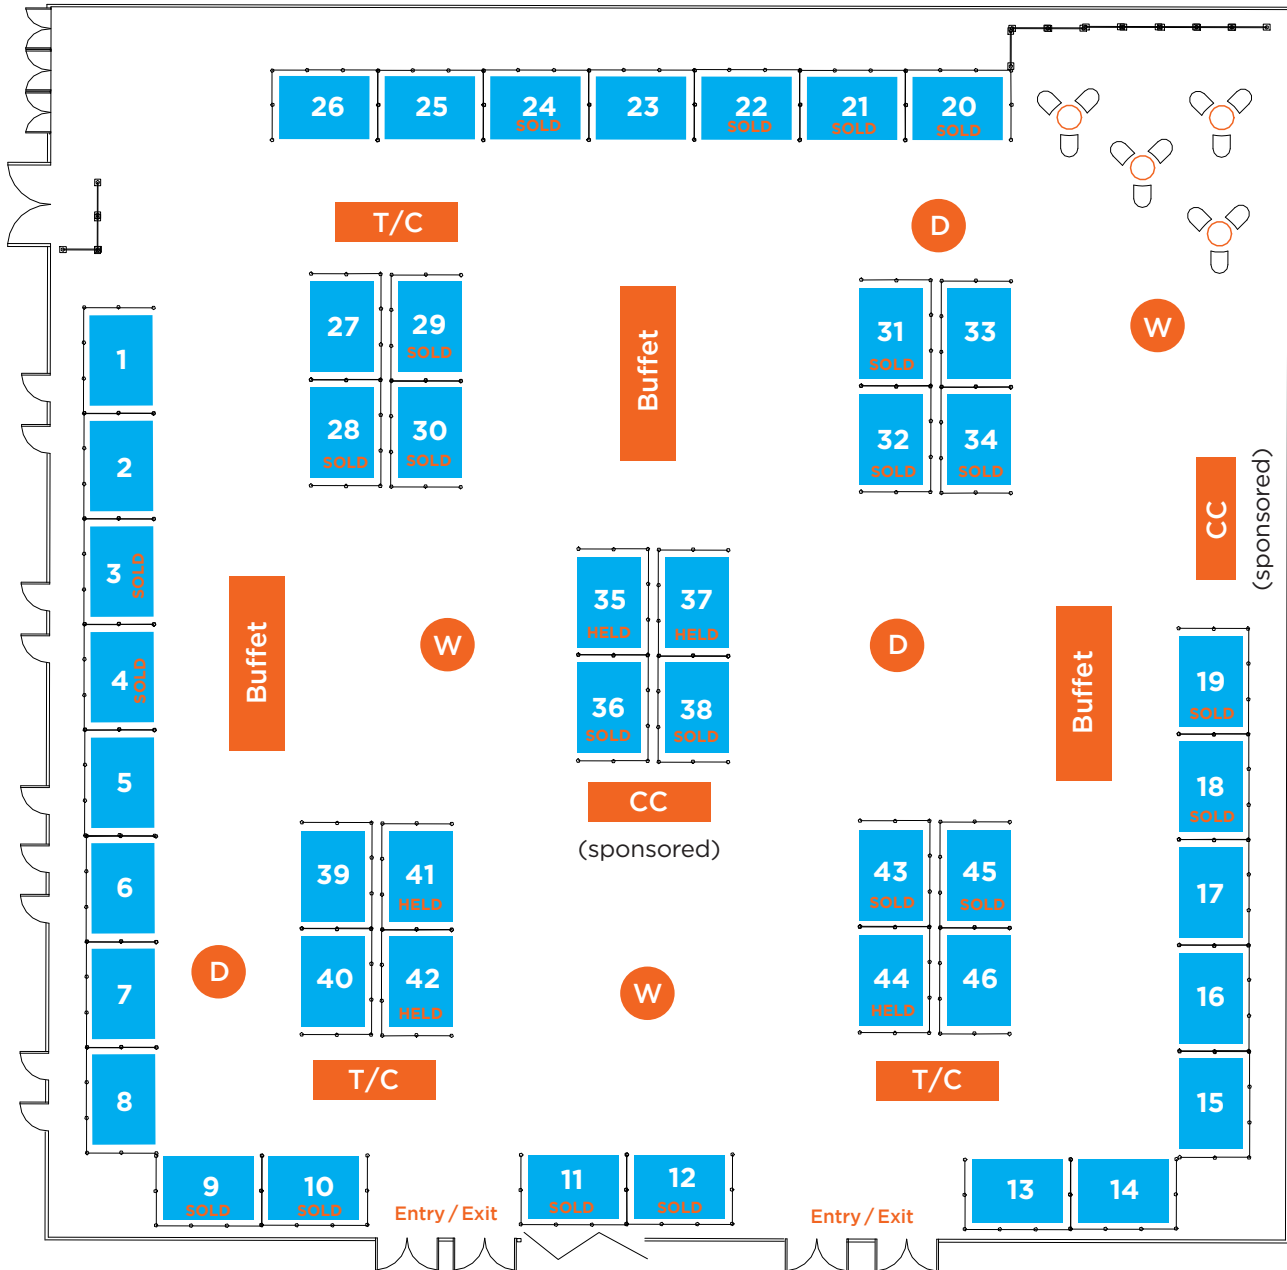 26
25
24
SOLD
23
22
SOLD
21
SOLD
20
SOLD
T/C
D
27
29
SOLD
28
SOLD
30
SOLD
Buffet
31
SOLD
33
32
SOLD
34
SOLD
W
CC
(sponsored)
1
2
3
SOLD
4
SOLD
5
6
7
8
Buffet
W
35
HELD
37
HELD
36
SOLD
38
SOLD
CC
(sponsored)
D
Buffet
19
SOLD
18
SOLD
17
16
15
39
41
HELD
40
42
HELD
D
W
43
SOLD
45
SOLD
44
HELD
46
T/C
T/C
9
SOLD
10
SOLD
Entry / Exit
11
SOLD
12
SOLD
Entry / Exit
13
14